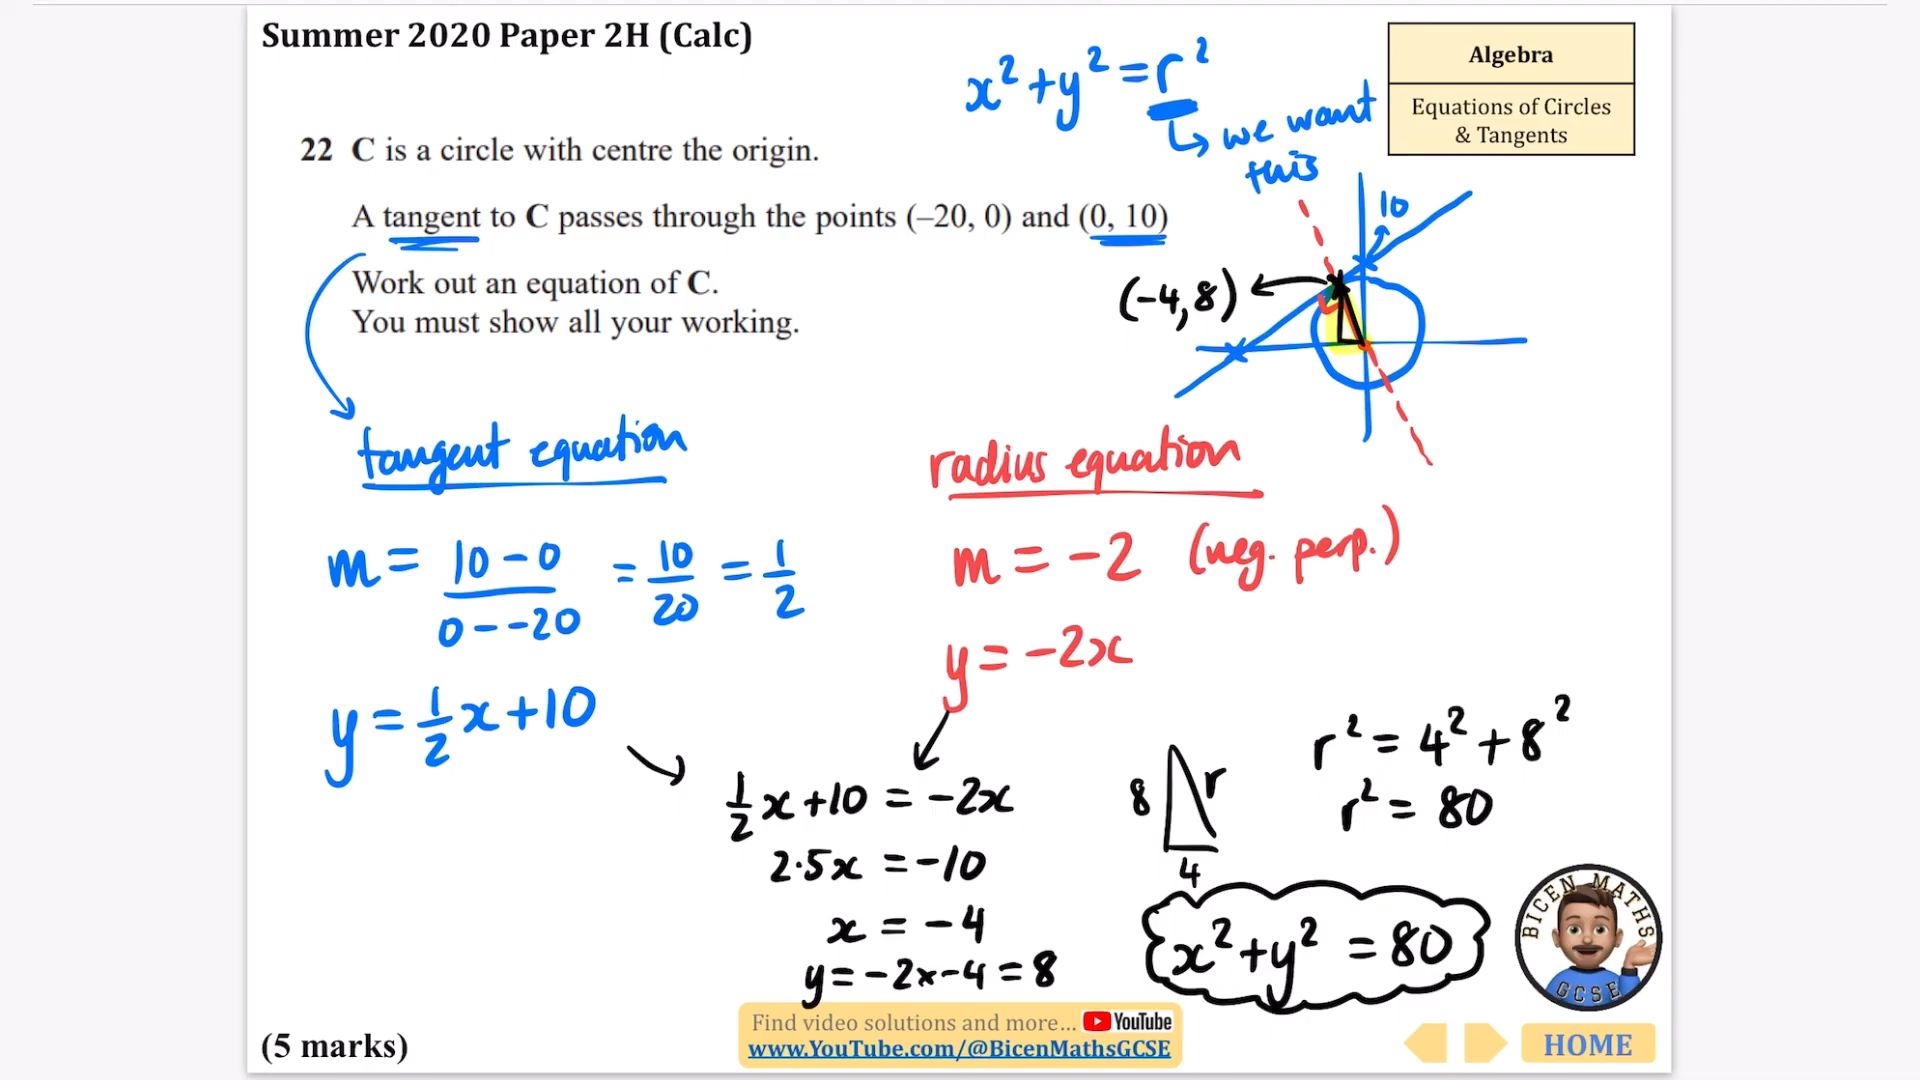 Summer 2020 Paper 2H (Calc)
Algebra
Equations of Circles
& Tangents
x² + y² = r²
↳ we want
this
22 C is a circle with centre the origin.
A tangent to C passes through the points (–20, 0) and (0, 10)
Work out an equation of C.
You must show all your working.
10
(-4,8)
tangent equation
m = 10 - 0 / 0 - -20 = 10/20 = 1/2
y = 1/2 x + 10
radius equation
m = -2 (neg. perp.)
y = -2x
1/2 x + 10 = -2x
2·5x = -10
x = -4
y = -2x-4 = 8
8
r
4
r² = 4² + 8²
r² = 80
x² + y² = 80
BICEN MATHS
GCSE
Find video solutions and more... YouTube
www.YouTube.com/@BicenMathsGCSE
(5 marks)
HOME